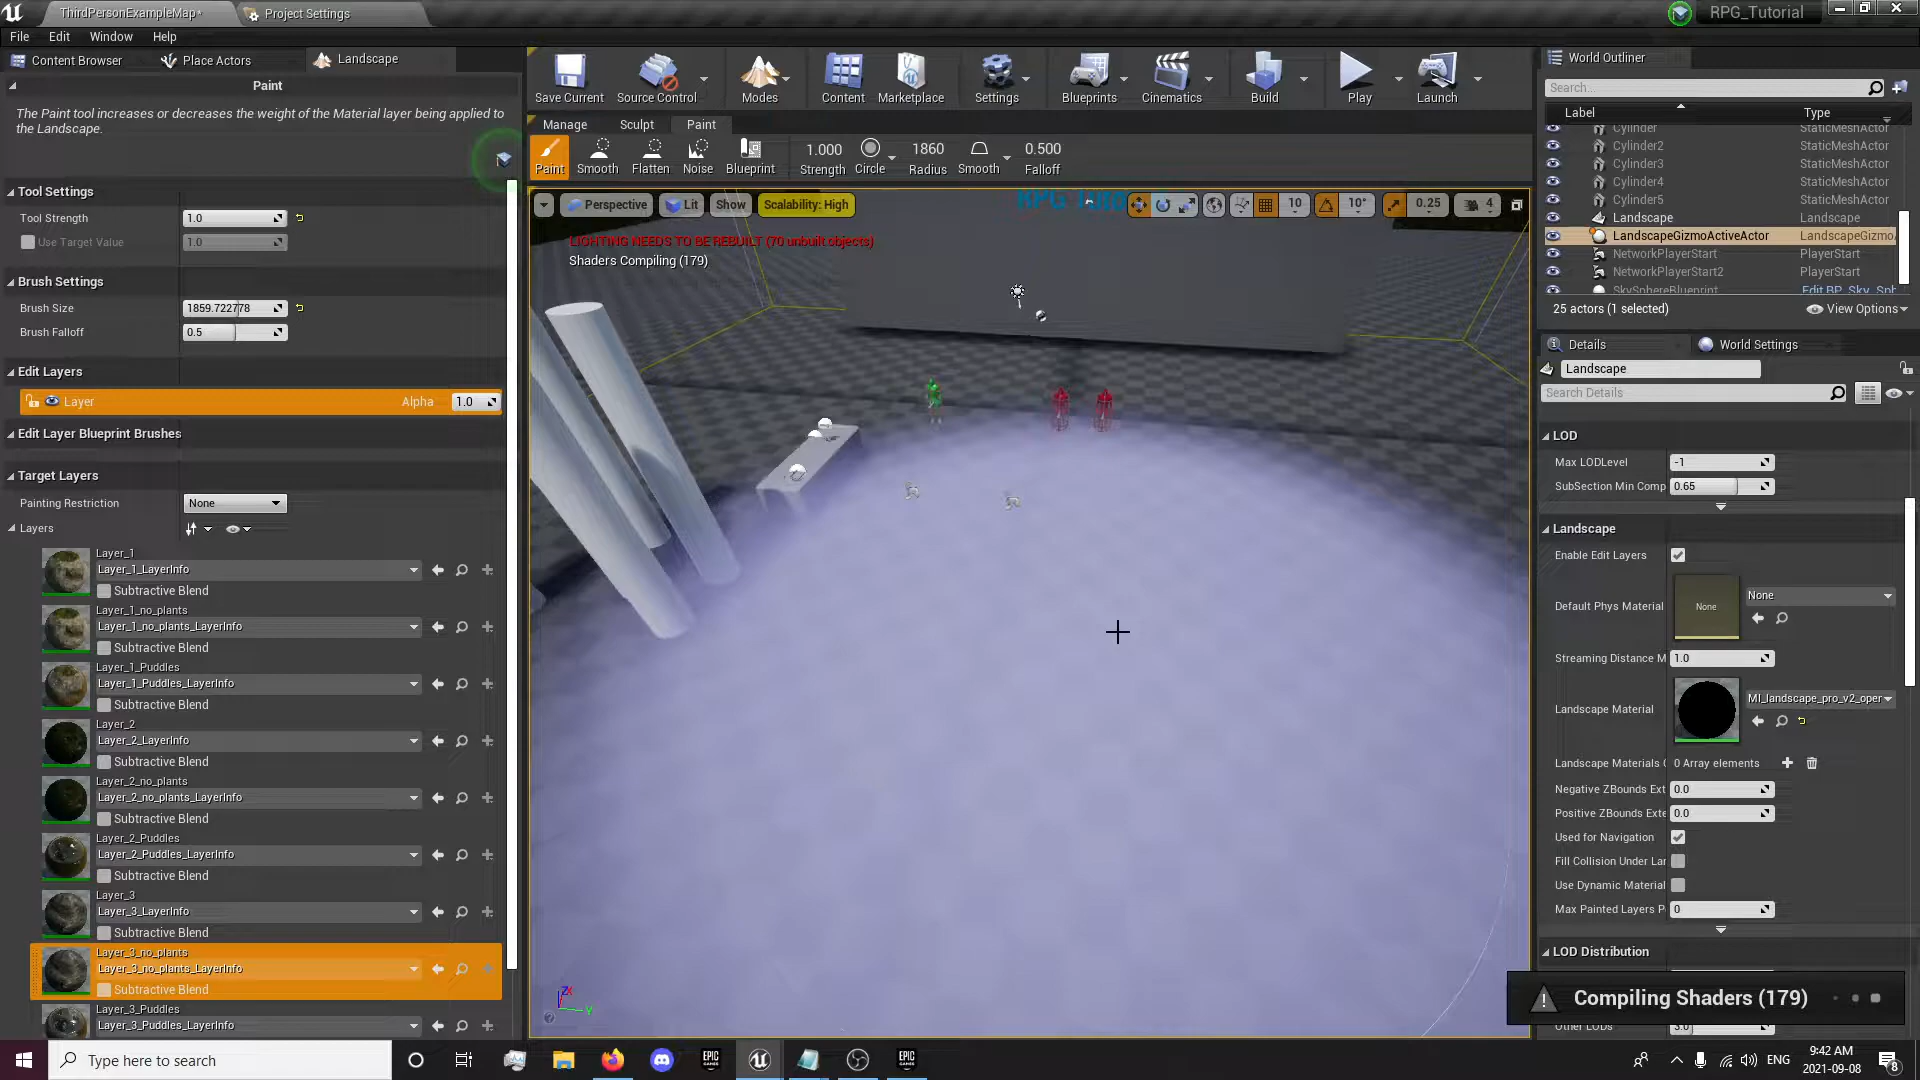 ThirdPersonExampleMap*
Project Settings
RPG_Tutorial
File Edit Window Help
Content Browser
Place Actors
Landscape
Paint
The Paint tool increases or decreases the weight of the Material layer being applied to
the Landscape.
Tool Settings
Tool Strength 1.0
Use Target Value 1.0
Brush Settings
Brush Size 1859.722778
Brush Falloff 0.5
Edit Layers
Layer Alpha 1.0
Edit Layer Blueprint Brushes
Target Layers
Painting Restriction None
Layers
Layer_1
Layer_1_LayerInfo
Subtractive Blend
Layer_1_no_plants
Layer_1_no_plants_LayerInfo
Subtractive Blend
Layer_1_Puddles
Layer_1_Puddles_LayerInfo
Subtractive Blend
Layer_2
Layer_2_LayerInfo
Subtractive Blend
Layer_2_no_plants
Layer_2_no_plants_LayerInfo
Subtractive Blend
Layer_2_Puddles
Layer_2_Puddles_LayerInfo
Subtractive Blend
Layer_3
Layer_3_LayerInfo
Subtractive Blend
Layer_3_no_plants
Layer_3_no_plants_LayerInfo
Subtractive Blend
Layer_3_Puddles
Layer_3_Puddles_LayerInfo
Save Current Source Control Modes Content Marketplace Settings Blueprints Cinematics Build Play Launch
Manage Sculpt Paint
1.000 1860 0.500
Paint Smooth Flatten Noise Blueprint Strength Circle Radius Smooth Falloff
Perspective Lit Show Scalability: High
10 10° 0.25 4
LIGHTING NEEDS TO BE REBUILT (70 unbuilt objects)
Shaders Compiling (179)
World Outliner
Search...
Label Type
Cylinder StaticMeshActor
Cylinder2 StaticMeshActor
Cylinder3 StaticMeshActor
Cylinder4 StaticMeshActor
Cylinder5 StaticMeshActor
Landscape Landscape
LandscapeGizmoActiveActor LandscapeGizmo
NetworkPlayerStart PlayerStart
NetworkPlayerStart2 PlayerStart
SkySphereBlueprint Edit BP_Sky_Sph
25 actors (1 selected) View Options
Details
World Settings
Landscape
Search Details
LOD
Max LODLevel -1
SubSection Min Comp 0.65
Landscape
Enable Edit Layers
Default Phys Material None None
Streaming Distance M 1.0
Landscape Material MI_landscape_pro_v2_oper
Landscape Materials 0 Array elements
Negative ZBounds Ext 0.0
Positive ZBounds Exte 0.0
Used for Navigation
Fill Collision Under Lar
Use Dynamic Material
Max Painted Layers P 0
LOD Distribution
Compiling Shaders (179)
Other LODs 3.0
Type here to search
EPIC GAMES
EPIC GAMES
ENG
9:42 AM
2021-09-08
8